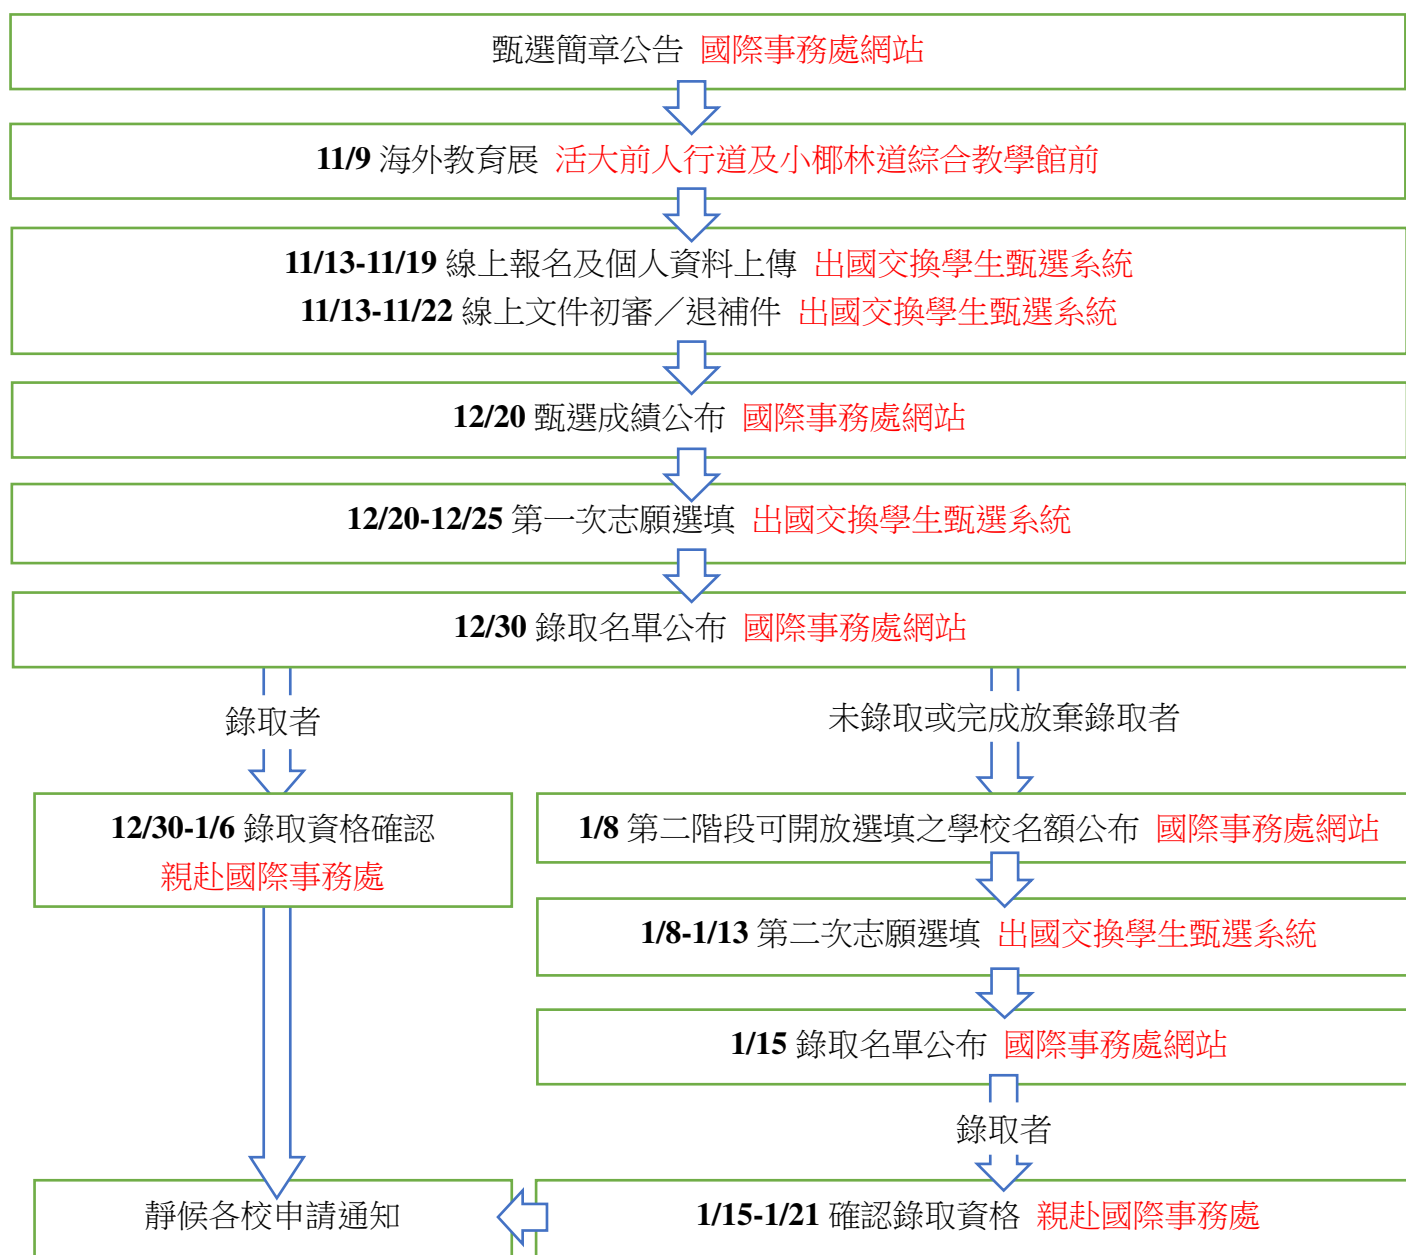 甄選簡章公告 國際事務處網站
11/9 海外教育展 活大前人行道及小椰林道綜合教學館前
11/13-11/19 線上報名及個人資料上傳 出國交換學生甄選系統
11/13-11/22 線上文件初審／退補件 出國交換學生甄選系統
12/20 甄選成績公布 國際事務處網站
12/20-12/25 第一次志願選填 出國交換學生甄選系統
12/30 錄取名單公布 國際事務處網站
錄取者
未錄取或完成放棄錄取者
12/30-1/6 錄取資格確認
親赴國際事務處
1/8 第二階段可開放選填之學校名額公布 國際事務處網站
1/8-1/13 第二次志願選填 出國交換學生甄選系統
1/15 錄取名單公布 國際事務處網站
錄取者
靜候各校申請通知
1/15-1/21 確認錄取資格 親赴國際事務處